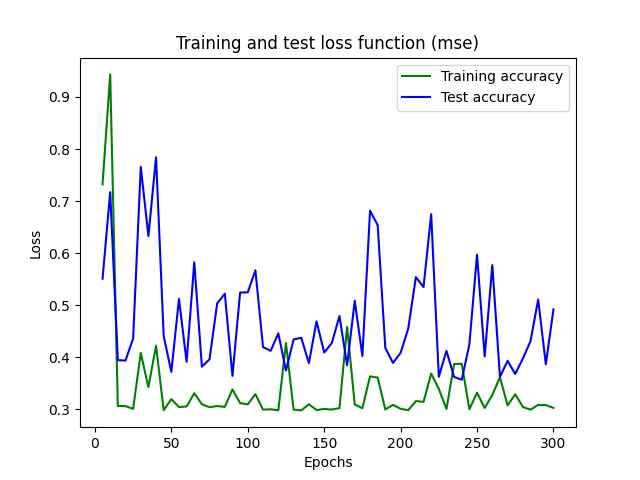 Training and test loss function (mse)
Training accuracy
Test accuracy
Loss
0.9
0.8
0.7
0.6
0.5
0.4
0.3
0 50 100 150 200 250 300
Epochs